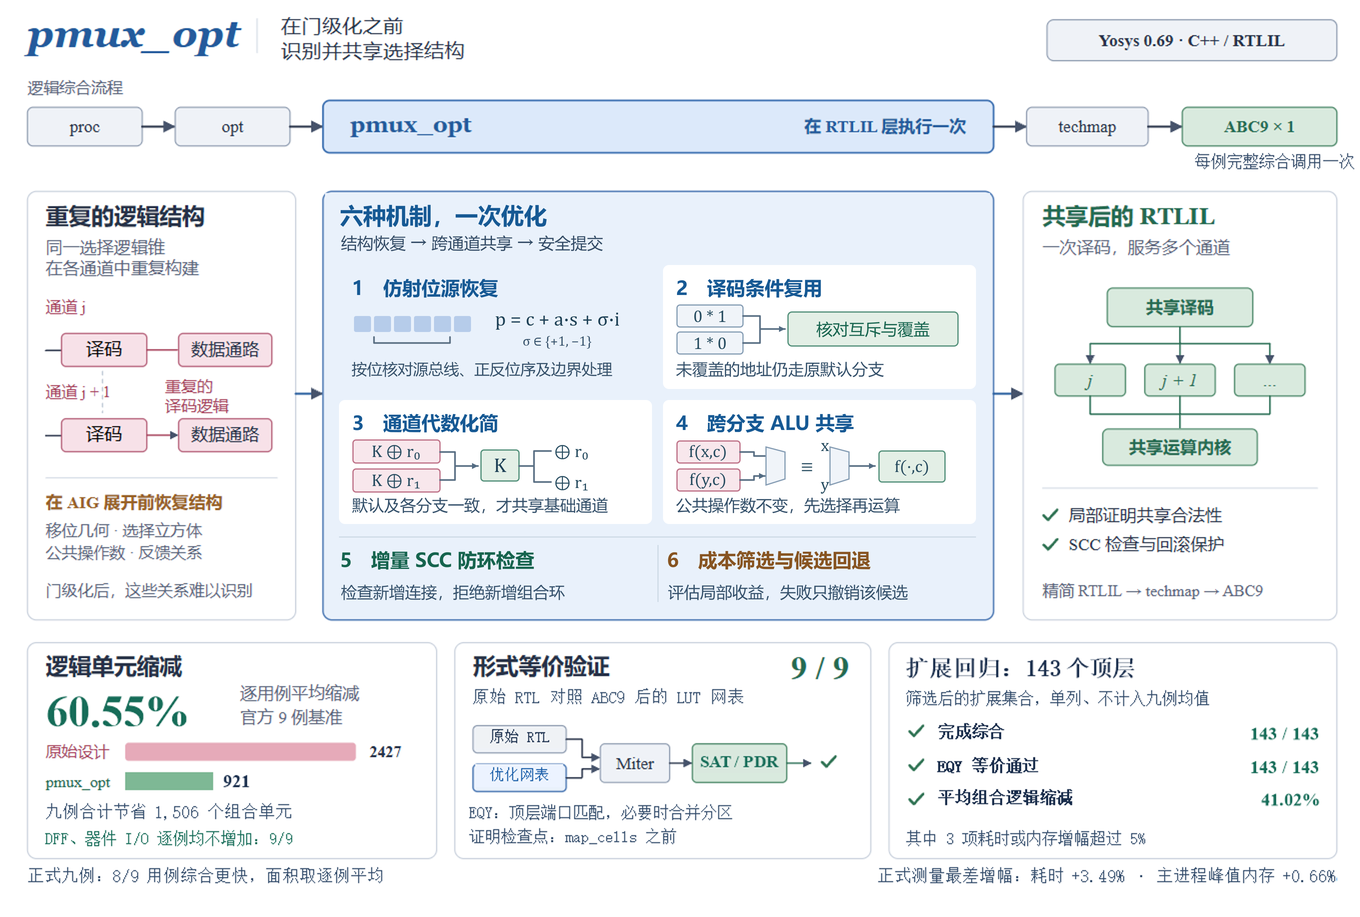 pmux_opt
在门级化之前
识别并共享选择结构
Yosys 0.69 · C++ / RTLIL
逻辑综合流程
proc
opt
pmux_opt
在 RTLIL 层执行一次
techmap
ABC9 × 1
每例完整综合调用一次
重复的逻辑结构
同一选择逻辑锥
在各通道中重复构建
通道 j
译码
数据通路
通道 j + 1
重复的
译码逻辑
译码
数据通路
在 AIG 展开前恢复结构
移位几何 · 选择立方体
公共操作数 · 反馈关系
门级化后，这些关系难以识别
六种机制，一次优化
结构恢复 → 跨通道共享 → 安全提交
1 仿射位源恢复
p = c + a·s + σ·i
σ ∈ {+1, −1}
按位核对源总线、正反位序及边界处理
2 译码条件复用
0 * 1
1 * 0
核对互斥与覆盖
未覆盖的地址仍走原默认分支
3 通道代数化简
K ⊕ r₀
K ⊕ r₁
K
⊕ r₀
⊕ r₁
默认及各分支一致，才共享基础通道
4 跨分支 ALU 共享
f(x,c)
f(y,c)
≡
x
y
f(·,c)
公共操作数不变，先选择再运算
5 增量 SCC 防环检查
检查新增连接，拒绝新增组合环
6 成本筛选与候选回退
评估局部收益，失败只撤销该候选
共享后的 RTLIL
一次译码，服务多个通道
共享译码
j
j + 1
...
共享运算内核
局部证明共享合法性
SCC 检查与回滚保护
精简 RTLIL → techmap → ABC9
逻辑单元缩减
60.55%
逐用例平均缩减
官方 9 例基准
原始设计
2427
pmux_opt
921
九例合计节省 1,506 个组合单元
DFF、器件 I/O 逐例均不增加：9/9
形式等价验证
9 / 9
原始 RTL 对照 ABC9 后的 LUT 网表
原始 RTL
优化网表
Miter
SAT / PDR
EQY：顶层端口匹配，必要时合并分区
证明检查点：map_cells 之前
扩展回归：143 个顶层
筛选后的扩展集合，单列、不计入九例均值
完成综合
143 / 143
EQY 等价通过
143 / 143
平均组合逻辑缩减
41.02%
其中 3 项耗时或内存增幅超过 5%
正式九例：8/9 用例综合更快，面积取逐例平均
正式测量最差增幅：耗时 +3.49% · 主进程峰值内存 +0.66%